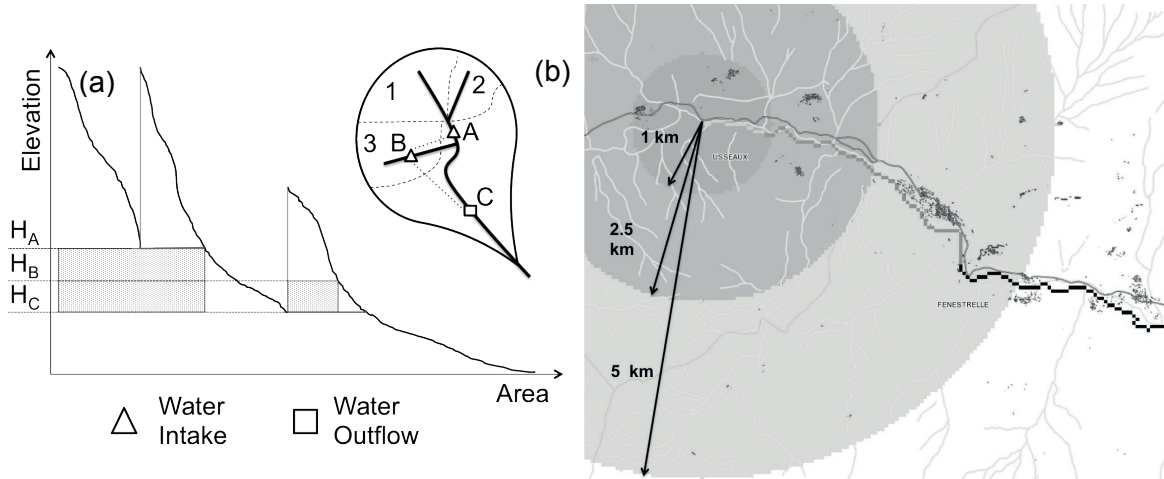 (a)
Elevation
H_A
H_B
H_C
Area
1
2
3
A
B
C
Water
Intake
Water
Outflow
(b)
1 km
USSEAUX
2.5
km
FENESTRELLE
5 km